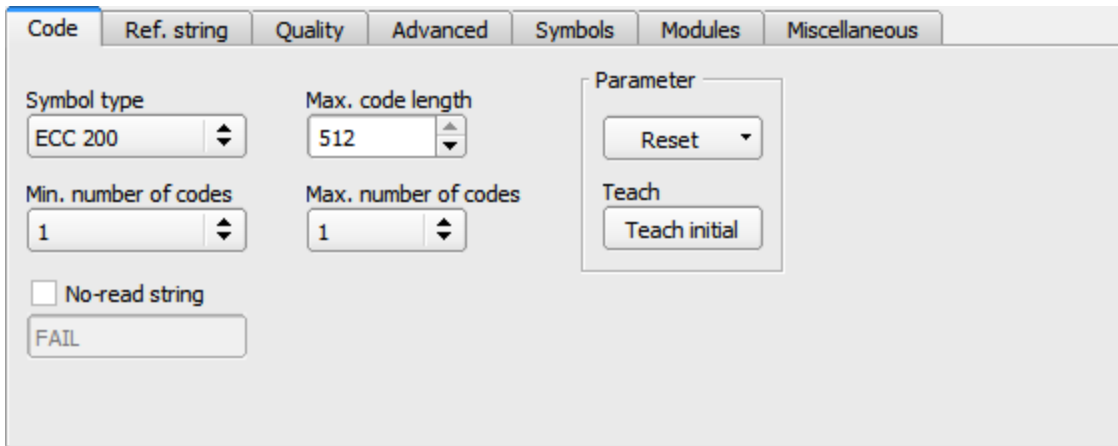 Code Ref. string Quality Advanced Symbols Modules Miscellaneous
Parameter
Symbol type Max. code length
ECC 200 512 Reset
Min. number of codes Max. number of codes Teach
1 1 Teach initial
No-read string
FAIL